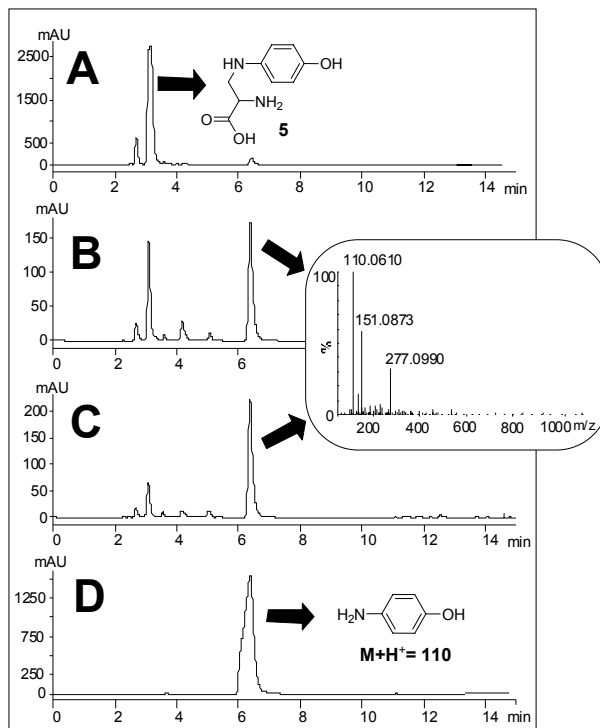 mAU
A
2500
1500
500
0
NH
OH
NH2
O
OH
5
0 2 4 6 8 10 12 14 min
mAU
B
150
100
50
0
0 2 4 6 8
100
110.0610
151.0873
277.0990
%
0
200 400 600 800 1000 m/z
mAU
C
200
150
100
50
0
0 2 4 6 8 10 12 14 min
mAU
D
1250
750
250
0
H2N
OH
M+H+= 110
0 2 4 6 8 10 12 14 min